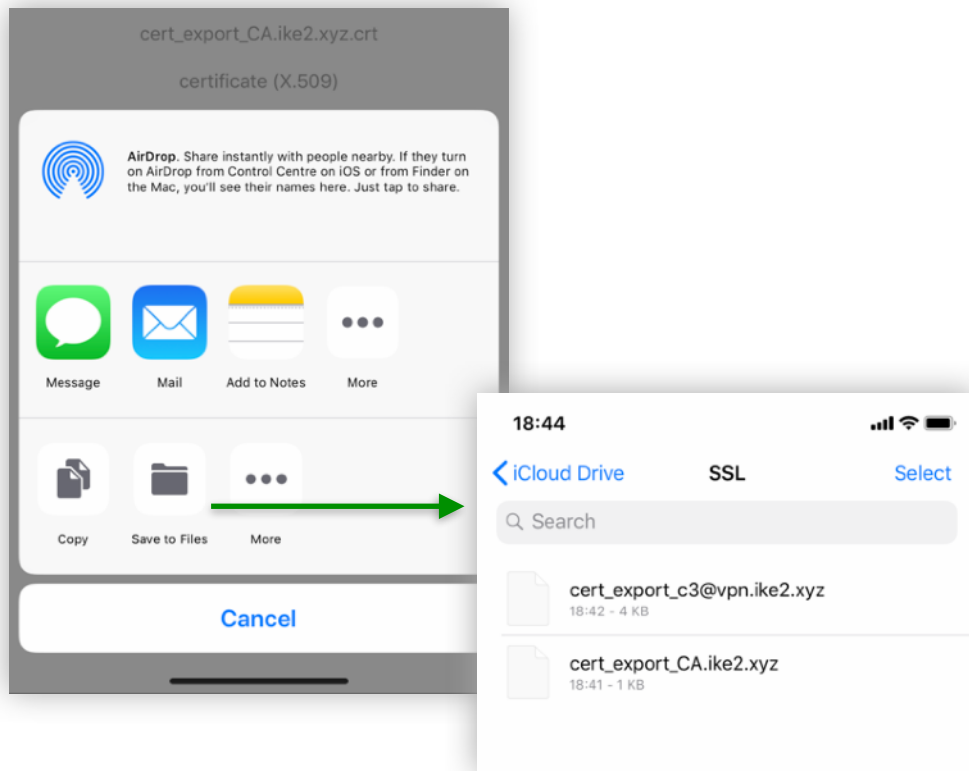 cert_export_CA.ike2.xyz.crt
certificate (X.509)
AirDrop. Share instantly with people nearby. If they turn
on AirDrop from Control Centre on iOS or from Finder on
the Mac, you'll see their names here. Just tap to share.
Message
Mail
Add to Notes
More
Copy
Save to Files
More
Cancel
18:44
iCloud Drive
SSL
Select
Search
cert_export_c3@vpn.ike2.xyz
18:42 - 4 KB
cert_export_CA.ike2.xyz
18:41 - 1 KB